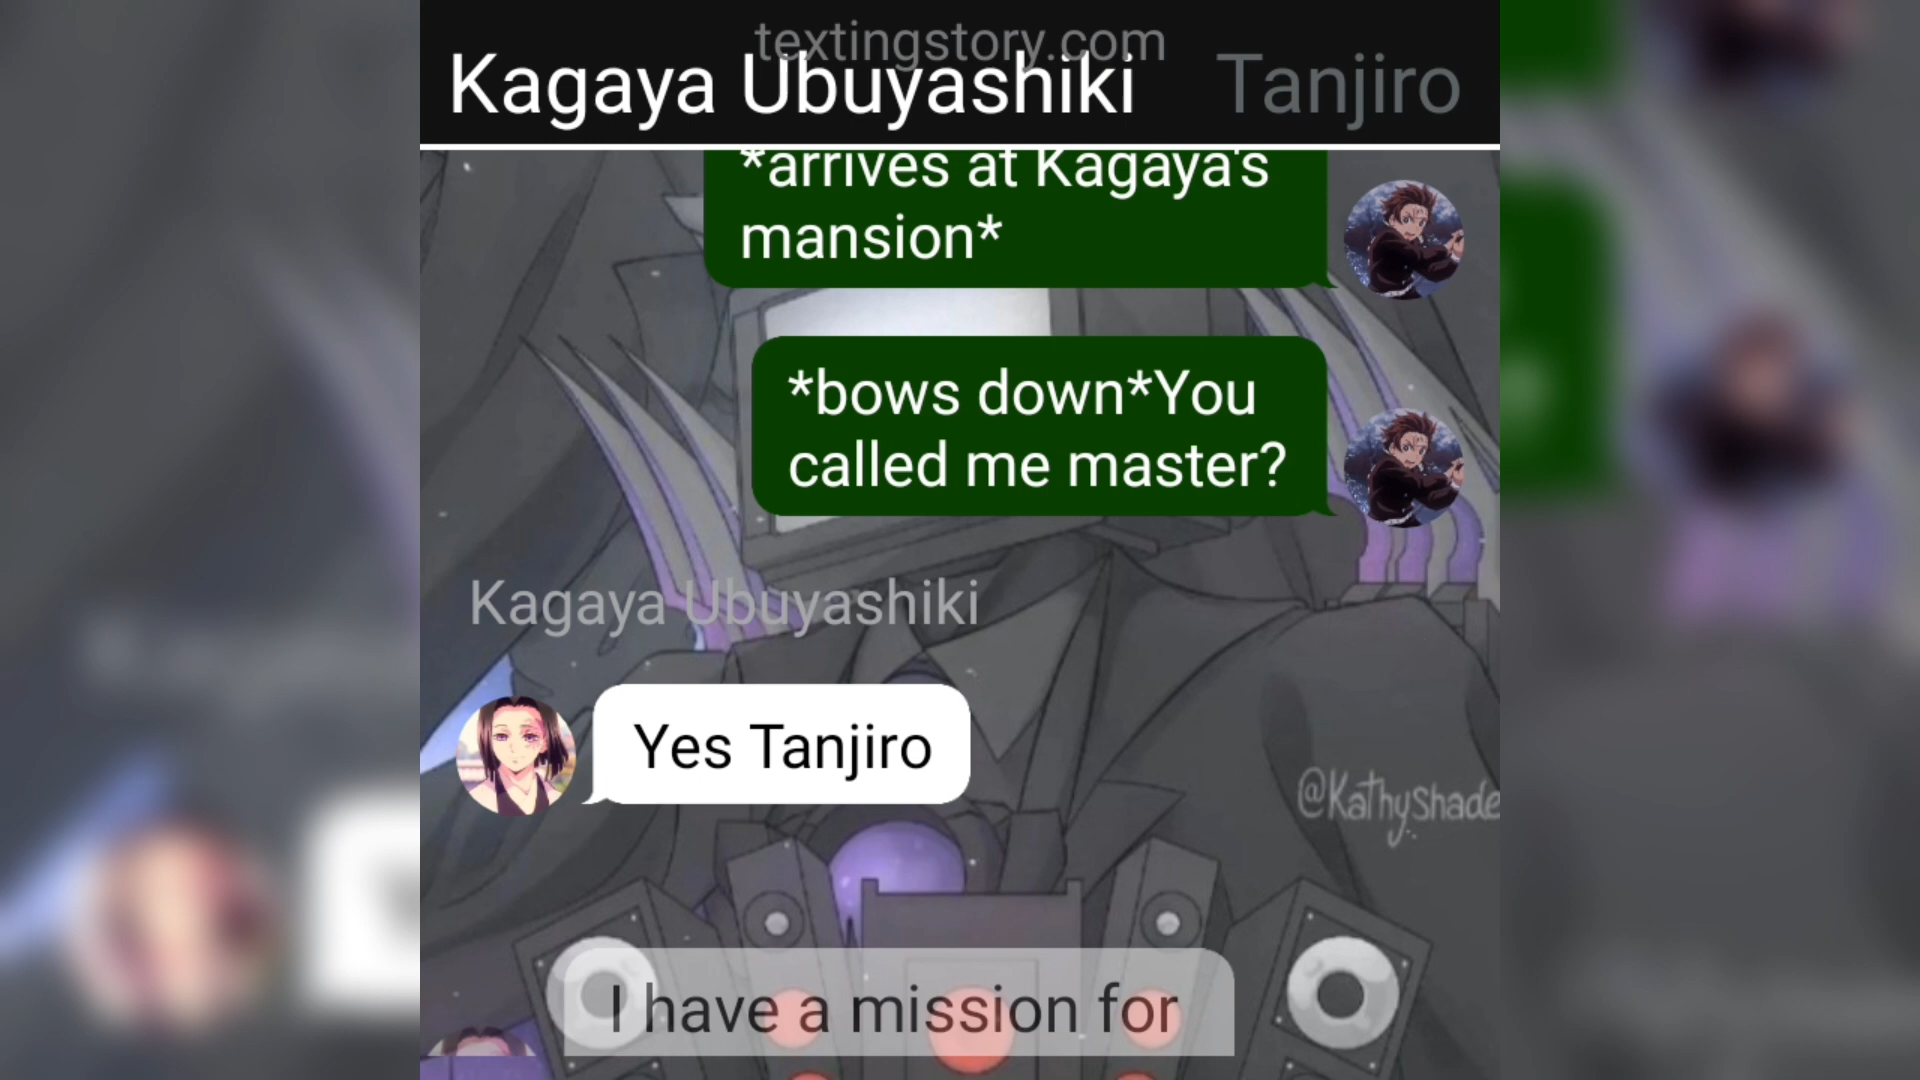 textingstory.com
Kagaya Ubuyashiki Tanjiro
*arrives at Kagaya's
mansion*
*bows down*You
called me master?
Kagaya Ubuyashiki
Yes Tanjiro
@Kathyshade
I have a mission for